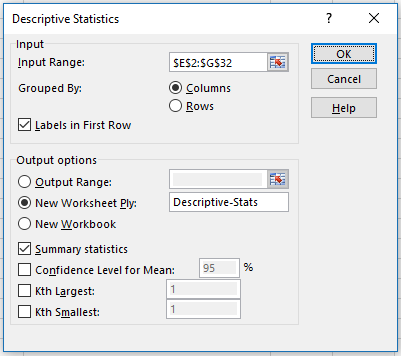 Descriptive Statistics ? ×
Input
Input Range: $E$2:$G$32 OK
Grouped By: Columns Cancel
Rows Help
Labels in First Row
Output options
Output Range:
New Worksheet Ply: Descriptive-Stats
New Workbook
Summary statistics
Confidence Level for Mean: 95 %
Kth Largest: 1
Kth Smallest: 1